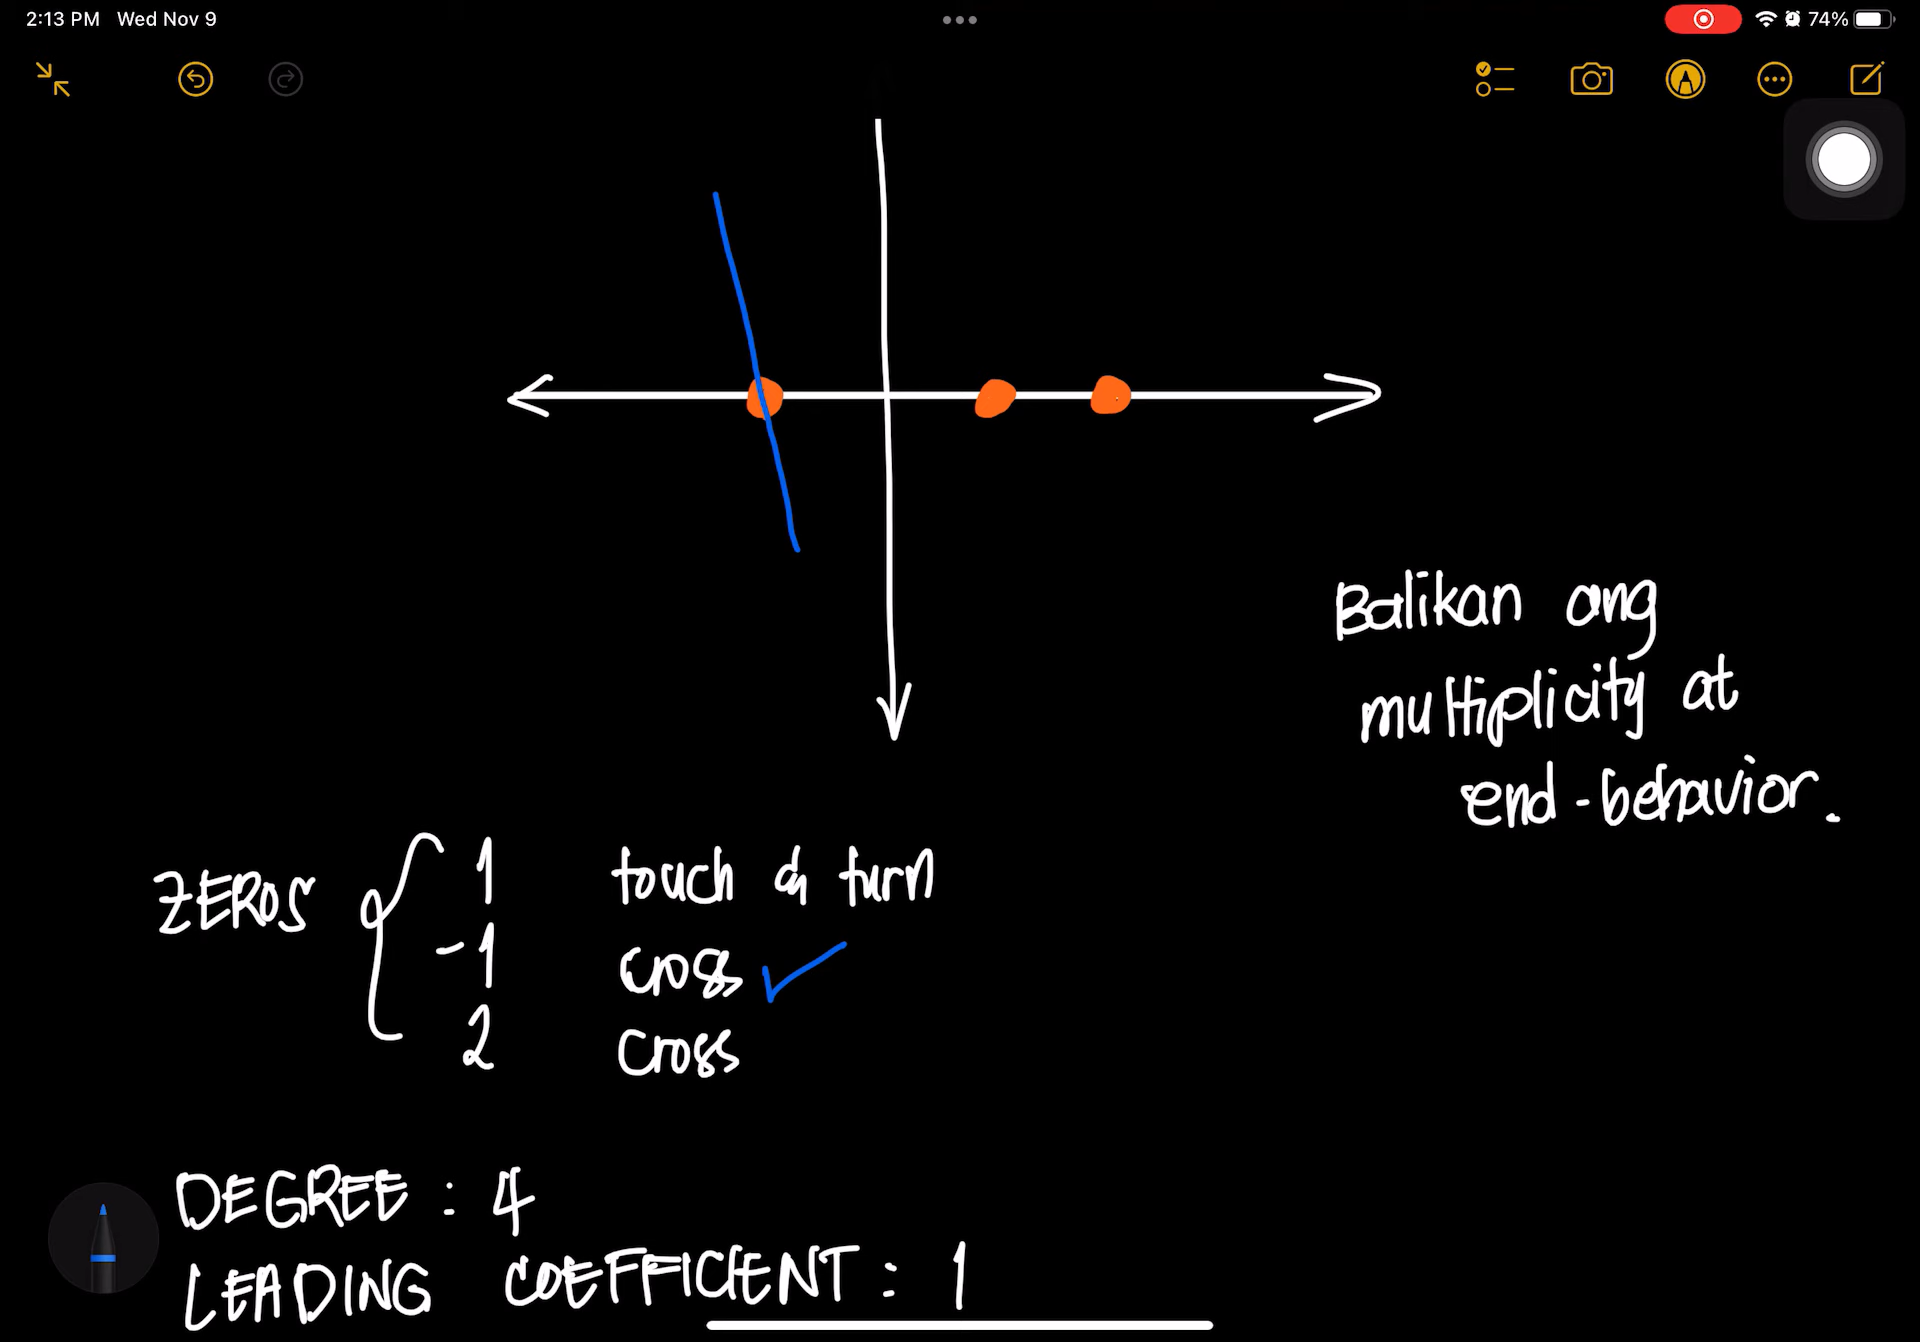 2:13 PM Wed Nov 9
74%
Balikan ang
multiplicity at
end-behavior.
ZEROS
1 touch & turn
-1 cross
2 cross
DEGREE : 4
LEADING COEFFICIENT : 1